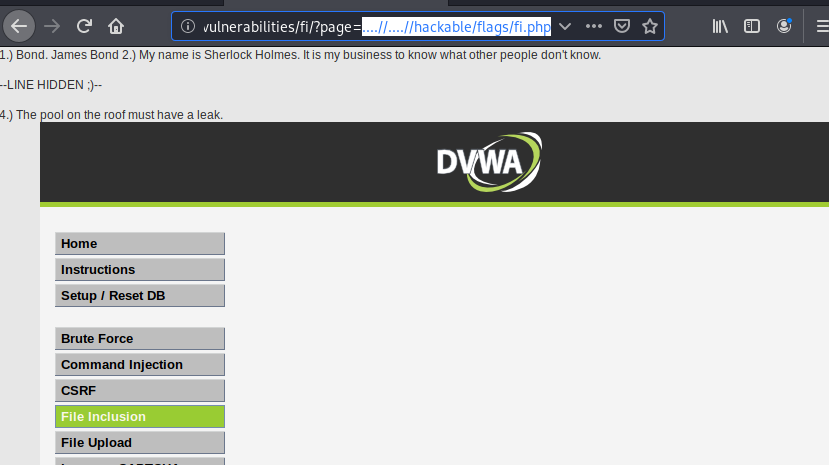 vulnerabilities/fi/?page=....//....//hackable/flags/fi.php
1.) Bond. James Bond 2.) My name is Sherlock Holmes. It is my business to know what other people don't know.
--LINE HIDDEN ;)--
4.) The pool on the roof must have a leak.
DVWA
Home
Instructions
Setup / Reset DB
Brute Force
Command Injection
CSRF
File Inclusion
File Upload